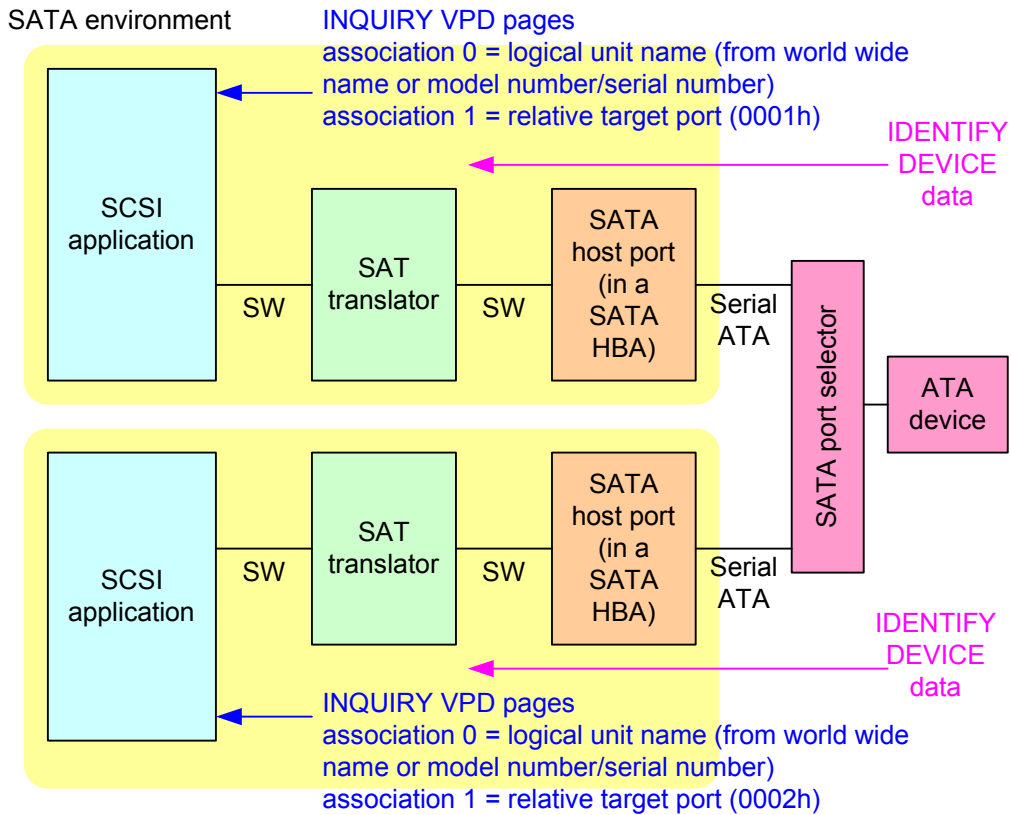 SATA environment
INQUIRY VPD pages
association 0 = logical unit name (from world wide
name or model number/serial number)
association 1 = relative target port (0001h)
IDENTIFY
DEVICE
data
SCSI
application
SW
SAT
translator
SW
SATA
host port
(in a
SATA
HBA)
Serial
ATA
SATA port selector
ATA
device
SCSI
application
SW
SAT
translator
SW
SATA
host port
(in a
SATA
HBA)
Serial
ATA
IDENTIFY
DEVICE
data
INQUIRY VPD pages
association 0 = logical unit name (from world wide
name or model number/serial number)
association 1 = relative target port (0002h)